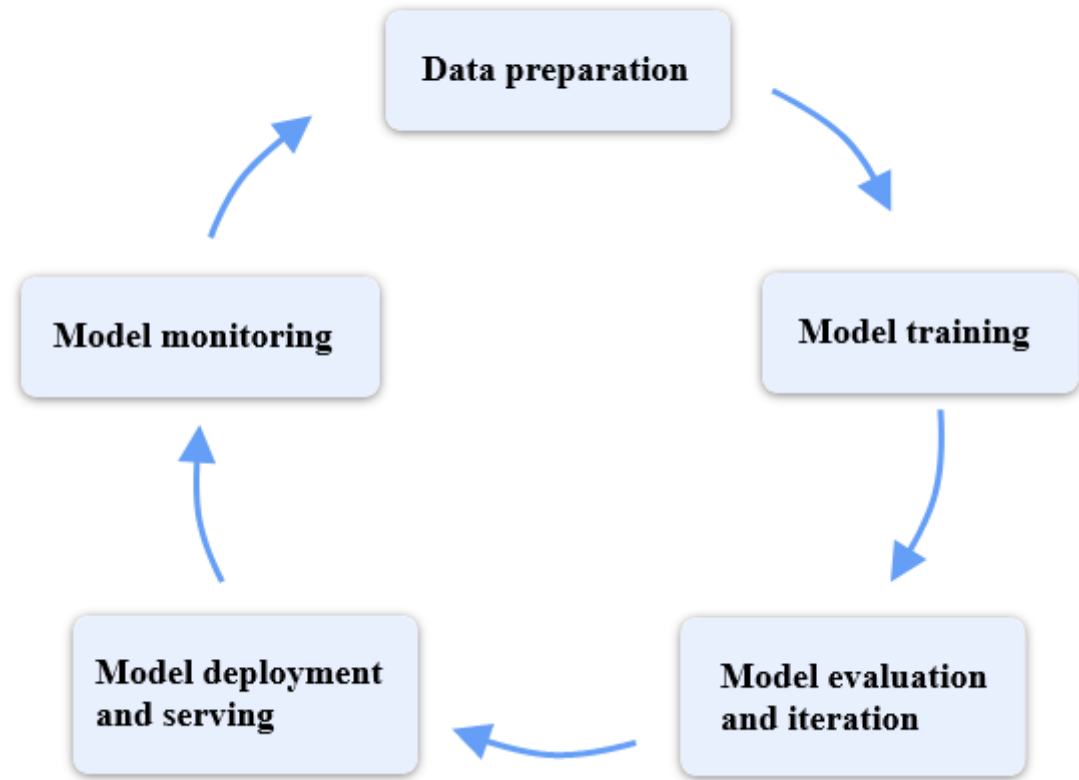 Data preparation
Model monitoring
Model training
Model deployment
and serving
Model evaluation
and iteration